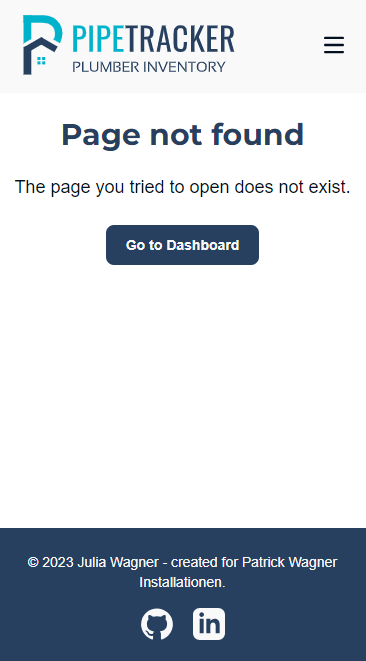 PIPETRACKER
PLUMBER INVENTORY
Page not found
The page you tried to open does not exist.
Go to Dashboard
© 2023 Julia Wagner - created for Patrick Wagner
Installationen.
in